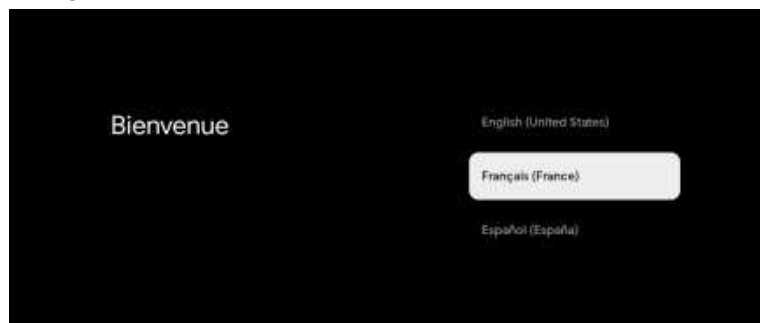 Bienvenue
English (United States)
Français (France)
Español (España)